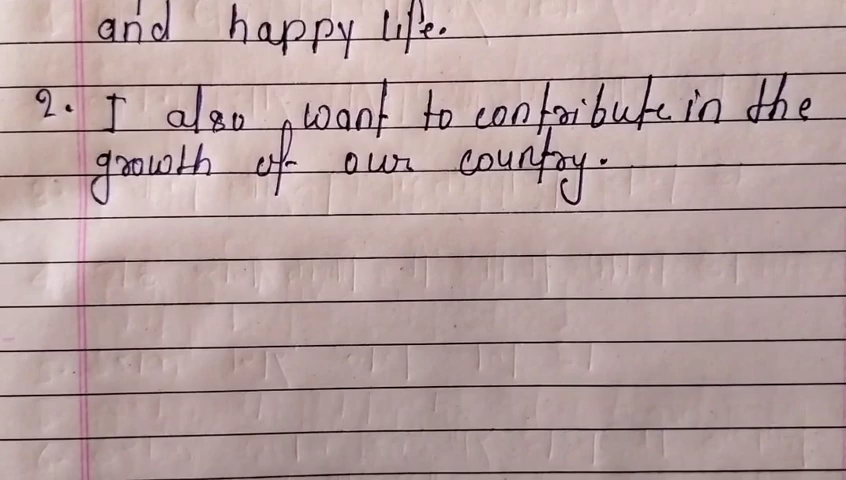 and happy life.
2. I also want to contribute in the
growth of our country.